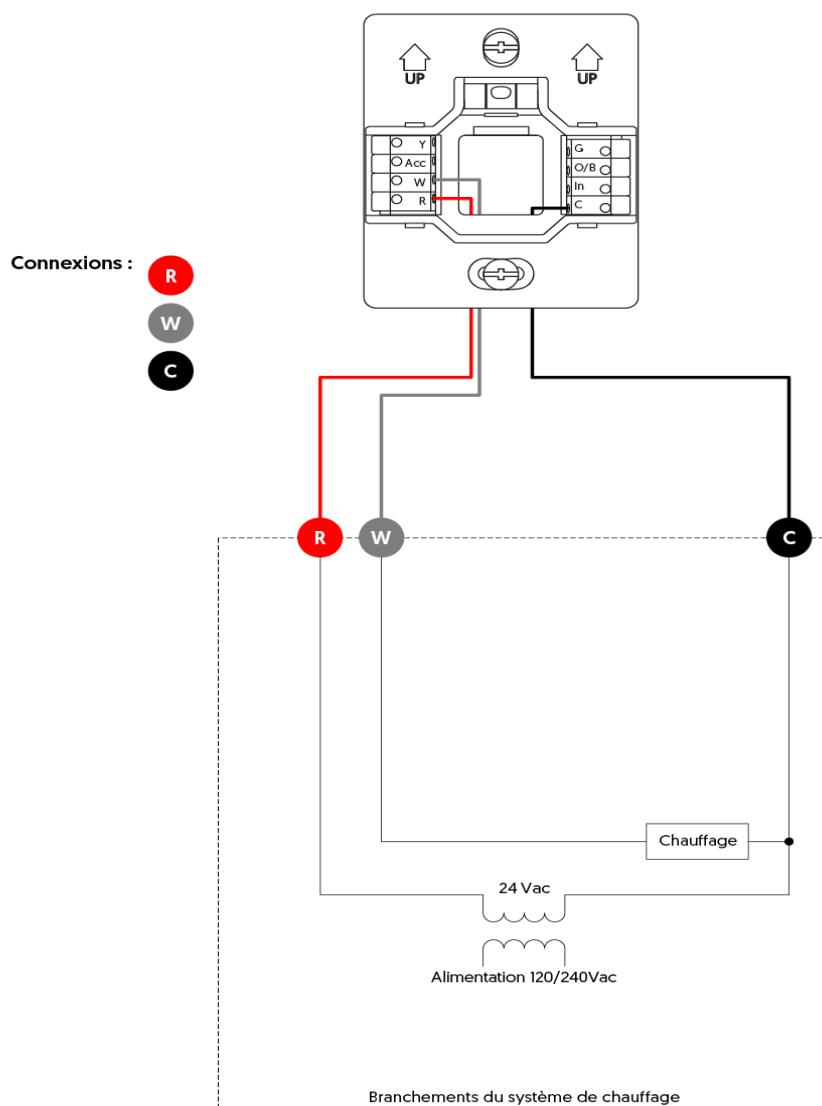 UP
UP
Y
Acc
W
R
G
O/B
In
C
Connexions :
R
W
C
R
W
C
Chauffage
24 Vac
Alimentation 120/240Vac
Branchements du système de chauffage